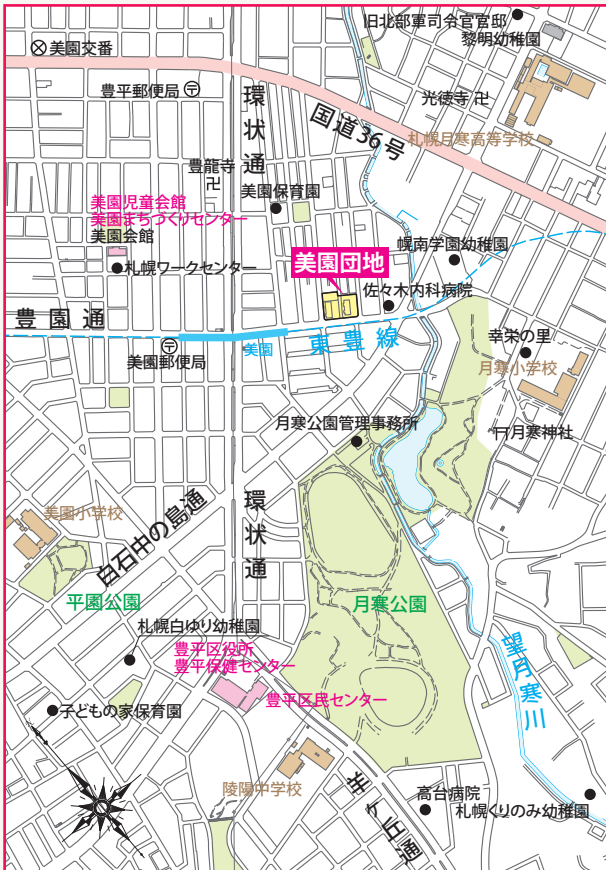 旧北部軍司令官官邸
黎明幼稚園
美園交番
豊平郵便局
環状通
光徳寺
国道36号
札幌月寒高等学校
豊龍寺
美園保育園
美園児童会館
美園まちづくりセンター
美園会館
幌南学園幼稚園
美園団地
札幌ワークセンター
佐々木内科病院
豊園通
東豊線
美園
美園郵便局
幸栄の里
月寒小学校
月寒公園管理事務所
月寒神社
美園小学校
白石中の島通
環状通
平園公園
月寒公園
札幌白ゆり幼稚園
豊平区役所
豊平保健センター
望月寒川
豊平区民センター
子どもの家保育園
陵陽中学校
高台病院
札幌くりのみ幼稚園